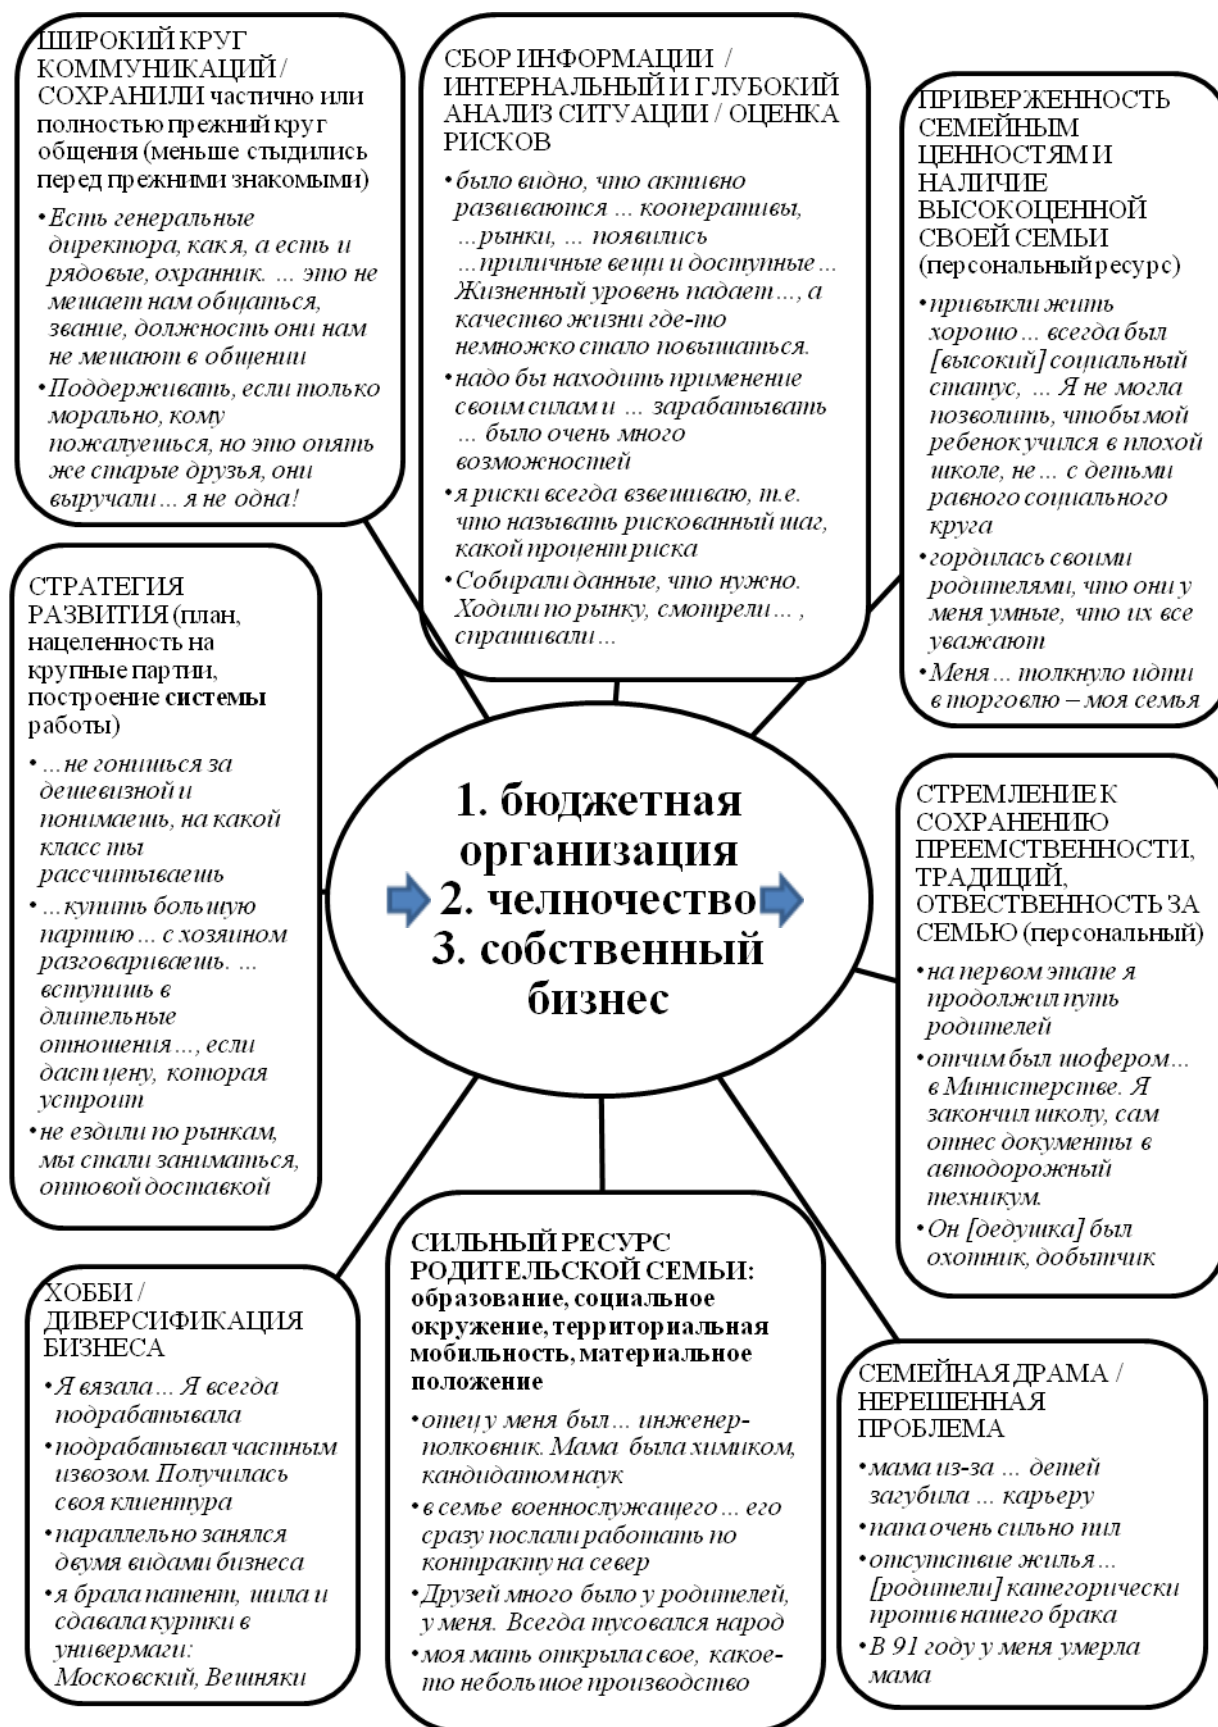 ШИРОКИЙ КРУГ
КОММУНИКАЦИЙ /
СОХРАНИЛИ частично или
полностью прежний круг
общения (меньше стыдились
перед прежними знакомыми)
• Есть генеральные
директора, как я, а есть и
рядовые, охранник. … это не
мешает нам общаться,
звание, должность они нам
не мешают в общении
• Поддерживать, если только
морально, кому
пожалуешься, но это опять
же старые друзья, они
выручали … я не одна!
СБОР ИНФОРМАЦИИ /
ИНТЕРНАЛЬНЫЙ И ГЛУБОКИЙ
АНАЛИЗ СИТУАЦИИ / ОЦЕНКА
РИСКОВ
• было видно, что активно
развиваются … кооперативы,
…рынки, … появились
…приличные вещи и доступные …
Жизненный уровень падает …, а
качество жизни где-то
немножко стало повышаться.
• надо бы находить применение
своим силам и … зарабатывать
… было очень много
возможностей
• я риски всегда взвешиваю, т.е.
что называть рискованный шаг,
какой процент риска
• Собирали данные, что нужно.
Ходили по рынку, смотрели … ,
спрашивали …
ПРИВЕРЖЕННОСТЬ
СЕМЕЙНЫМ
ЦЕННОСТЯМ И
НАЛИЧИЕ
ВЫСОКОЦЕННОЙ
СВОЕЙ СЕМЬИ
(персональный ресурс)
• привыкли жить
хорошо … всегда был
[высокий] социальный
статус, … Я не могла
позволить, чтобы мой
ребенок учился в плохой
школе, не … с детьми
равного социального
круга
• гордилась своими
родителями, что они у
меня умные, что их все
уважают
• Меня … толкнуло идти
в торговлю – моя семья
СТРАТЕГИЯ
РАЗВИТИЯ (план,
нацеленность на
крупные партии,
построение системы
работы)
• …не гонишься за
дешевизной и
понимаешь, на какой
класс ты
рассчитываешь
• …купить большую
партию … с хозяином
разговариваешь. …
вступишь в
длительные
отношения …, если
даст цену, которая
устроит
• не ездили по рынкам,
мы стали заниматься,
оптовой доставкой
1. бюджетная
организация
2. челночество
3. собственный
бизнес
СТРЕМЛЕНИЕ К
СОХРАНЕНИЮ
ПРЕЕМСТВЕННОСТИ,
ТРАДИЦИЙ,
ОТВЕСТВЕННОСТЬ ЗА
СЕМЬЮ (персональный)
• на первом этапе я
продолжил путь
родителей
• отчим был шофером …
в Министерстве. Я
закончил школу, сам
отнес документы в
автодорожный
техникум.
• Он [дедушка] был
охотник, добытчик
ХОББИ /
ДИВЕРСИФИКАЦИЯ
БИЗНЕСА
• Я вязала … Я всегда
подрабатывала
• подрабатывал частным
извозом. Получилась
своя клиентура
• параллельно занялся
двумя видами бизнеса
• я брала патент, шила и
сдавала куртки в
универмаги:
Московский, Вешняки
СИЛЬНЫЙ РЕСУРС
РОДИТЕЛЬСКОЙ СЕМЬИ:
образование, социальное
окружение, территориальная
мобильность, материальное
положение
• отец у меня был … инженер-
полковник. Мама была химиком,
кандидатом наук
• в семье военнослужащего … его
сразу послали работать по
контракту на север
• Друзей много было у родителей,
у меня. Всегда тусовался народ
• моя мать открыла свое, какое-
то небольшое производство
СЕМЕЙНАЯ ДРАМА /
НЕРЕШЕННАЯ
ПРОБЛЕМА
• мама из-за … детей
загубила … карьеру
• папа очень сильно пил
• отсутствие жилья …
[родители] категорически
против нашего брака
• В 91 году у меня умерла
мама